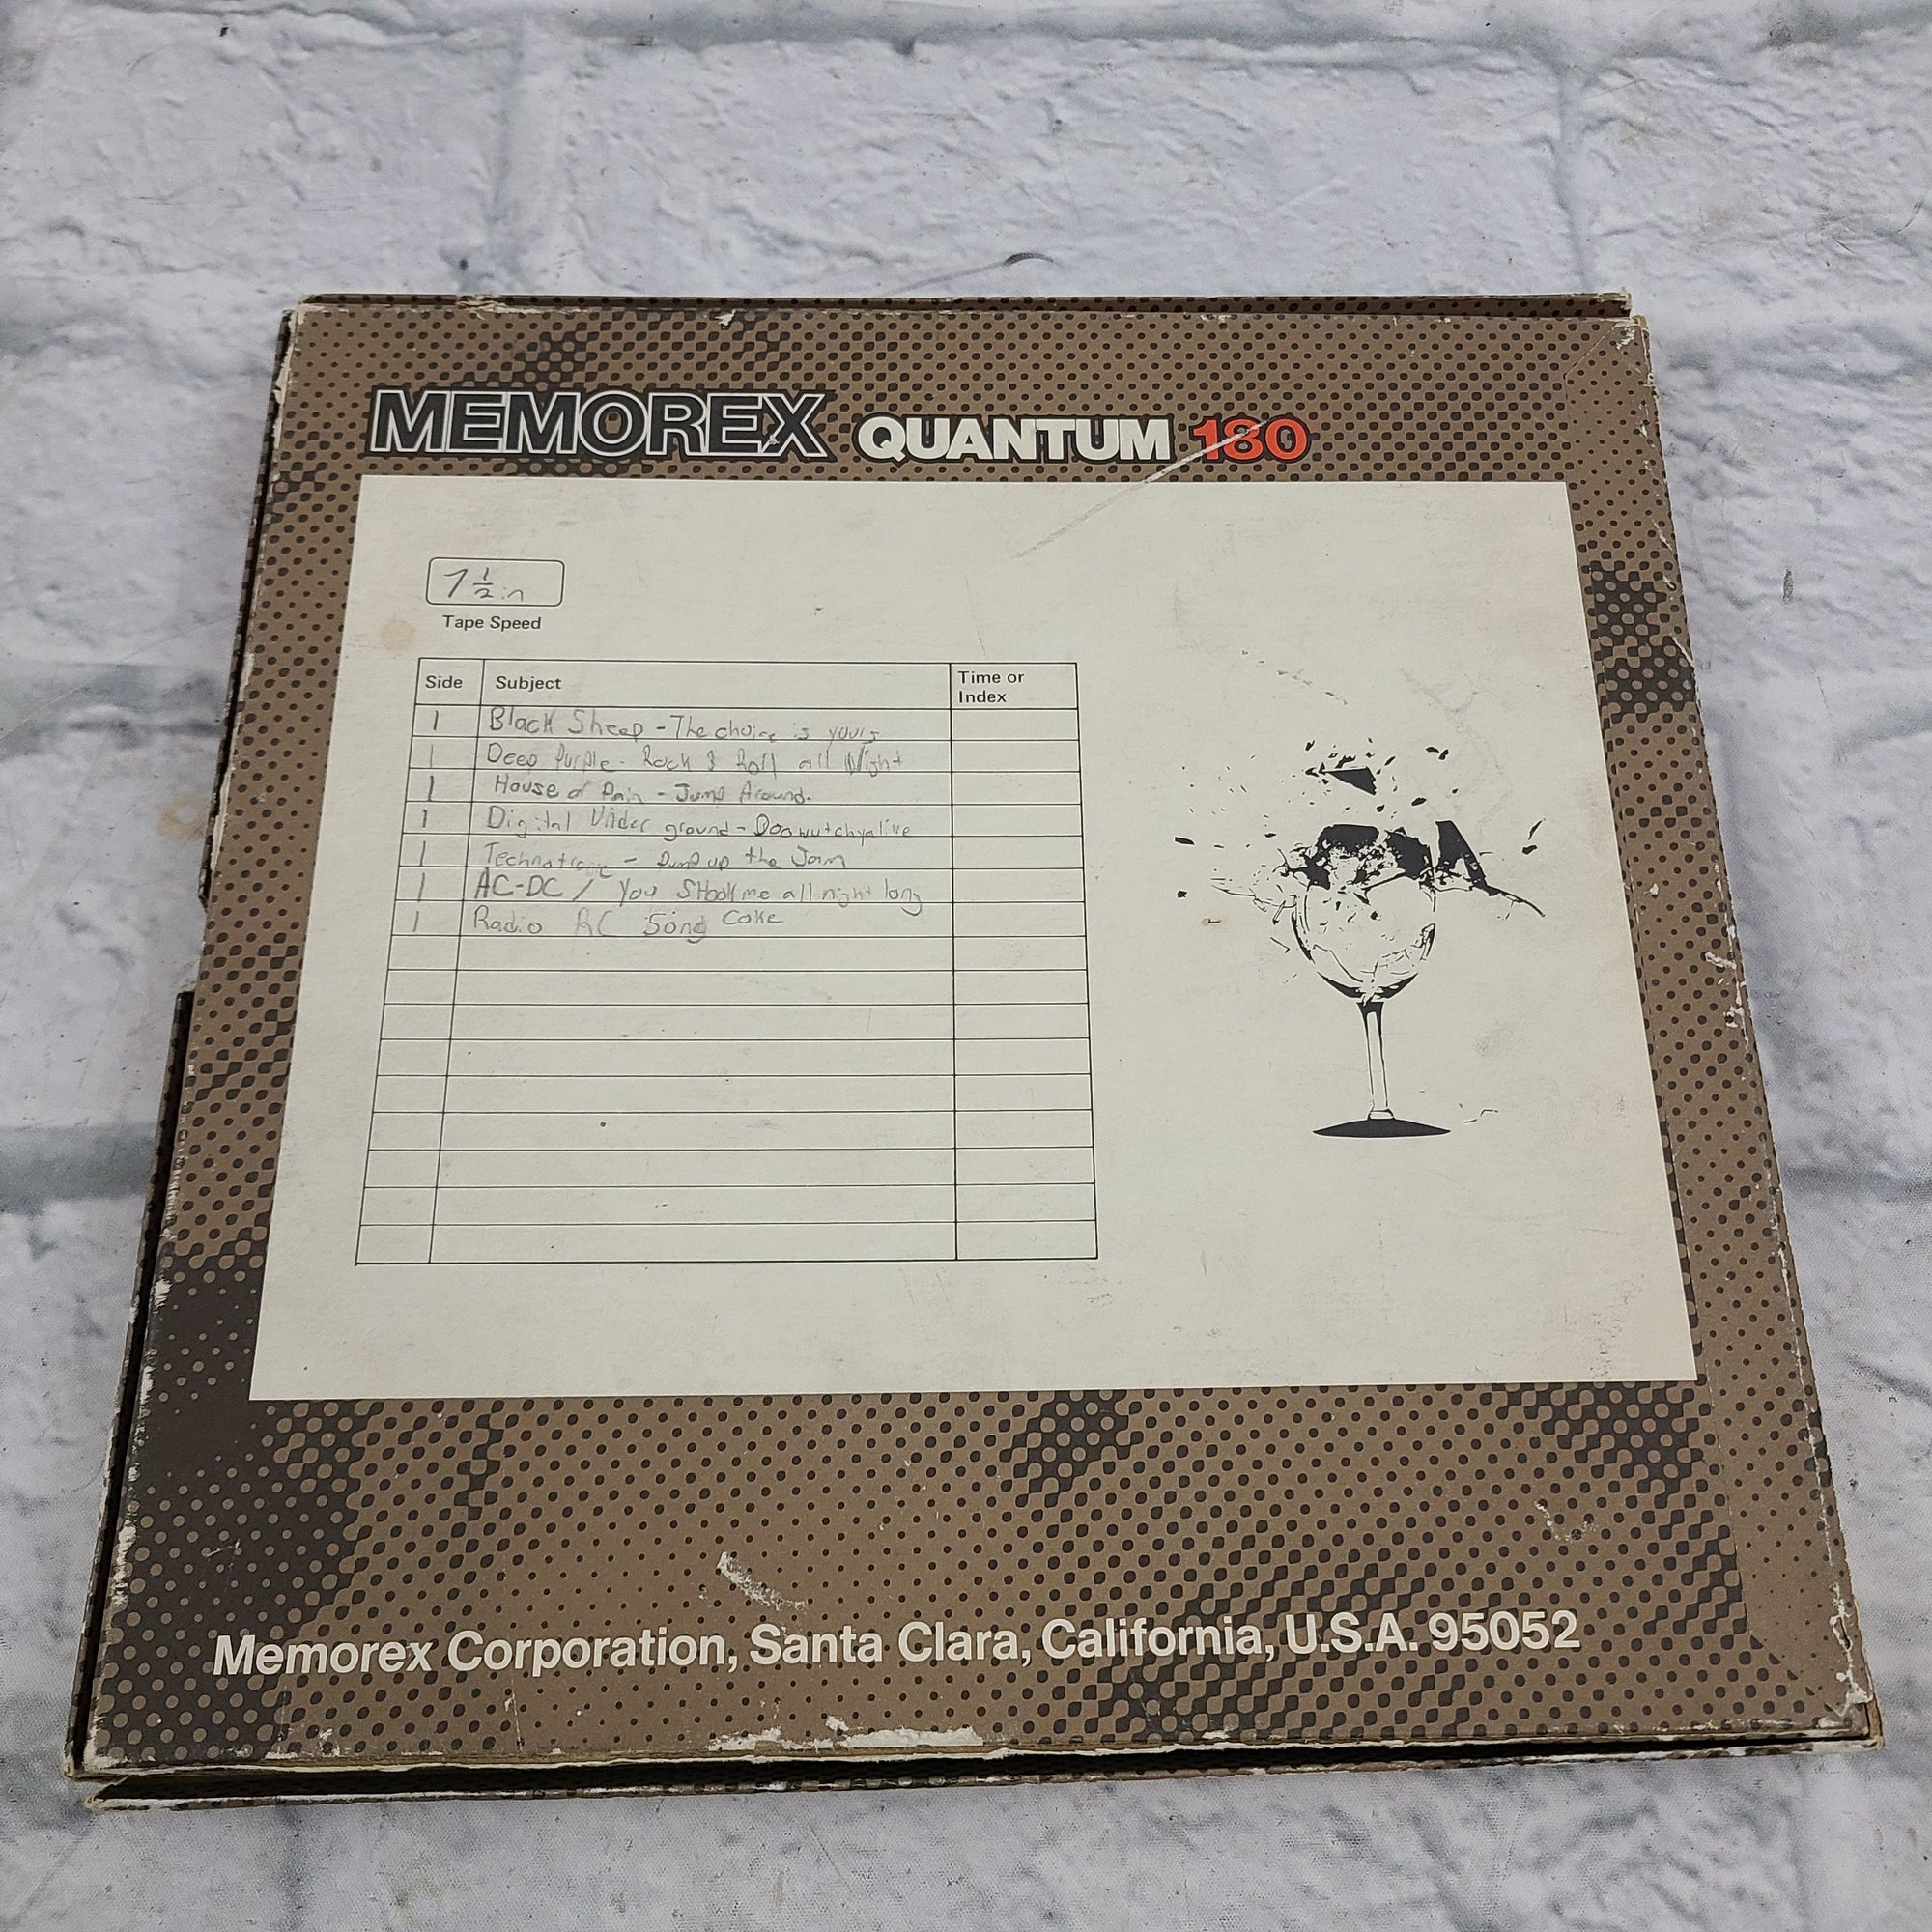 MEMOREX QUANTUM 180
7 1/2 in
Tape Speed
Side Subject Time or Index
1 Black Sheep - The choice is yours
1 Deep Purple - Rock & Roll all Night
1 House of Pain - Jump Around.
1 Digital Underground - Doowutchyalike
1 Technotronic - Pump up the Jam
1 AC-DC / You SHook me all night long
1 Radio RC Song Coke
Memorex Corporation, Santa Clara, California, U.S.A. 95052